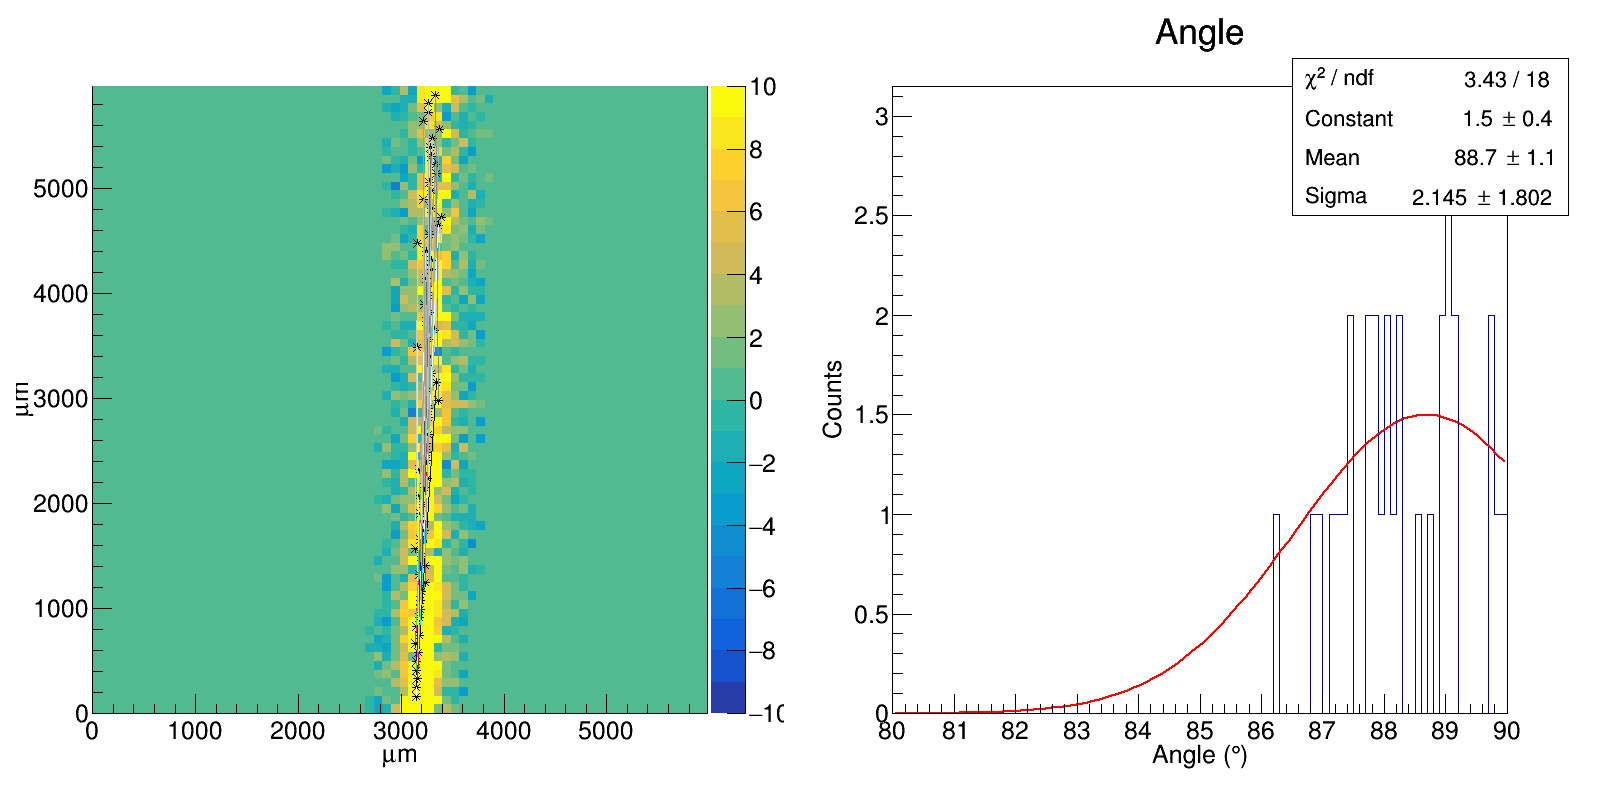 Angle
χ² / ndf 3.43 / 18
Constant 1.5 ± 0.4
Mean 88.7 ± 1.1
Sigma 2.145 ± 1.802
μm
5000
4000
3000
2000
1000
0
0 1000 2000 3000 4000 5000
μm
10
8
6
4
2
0
−2
−4
−6
−8
−10
Counts
3
2.5
2
1.5
1
0.5
0
80 81 82 83 84 85 86 87 88 89 90
Angle (°)